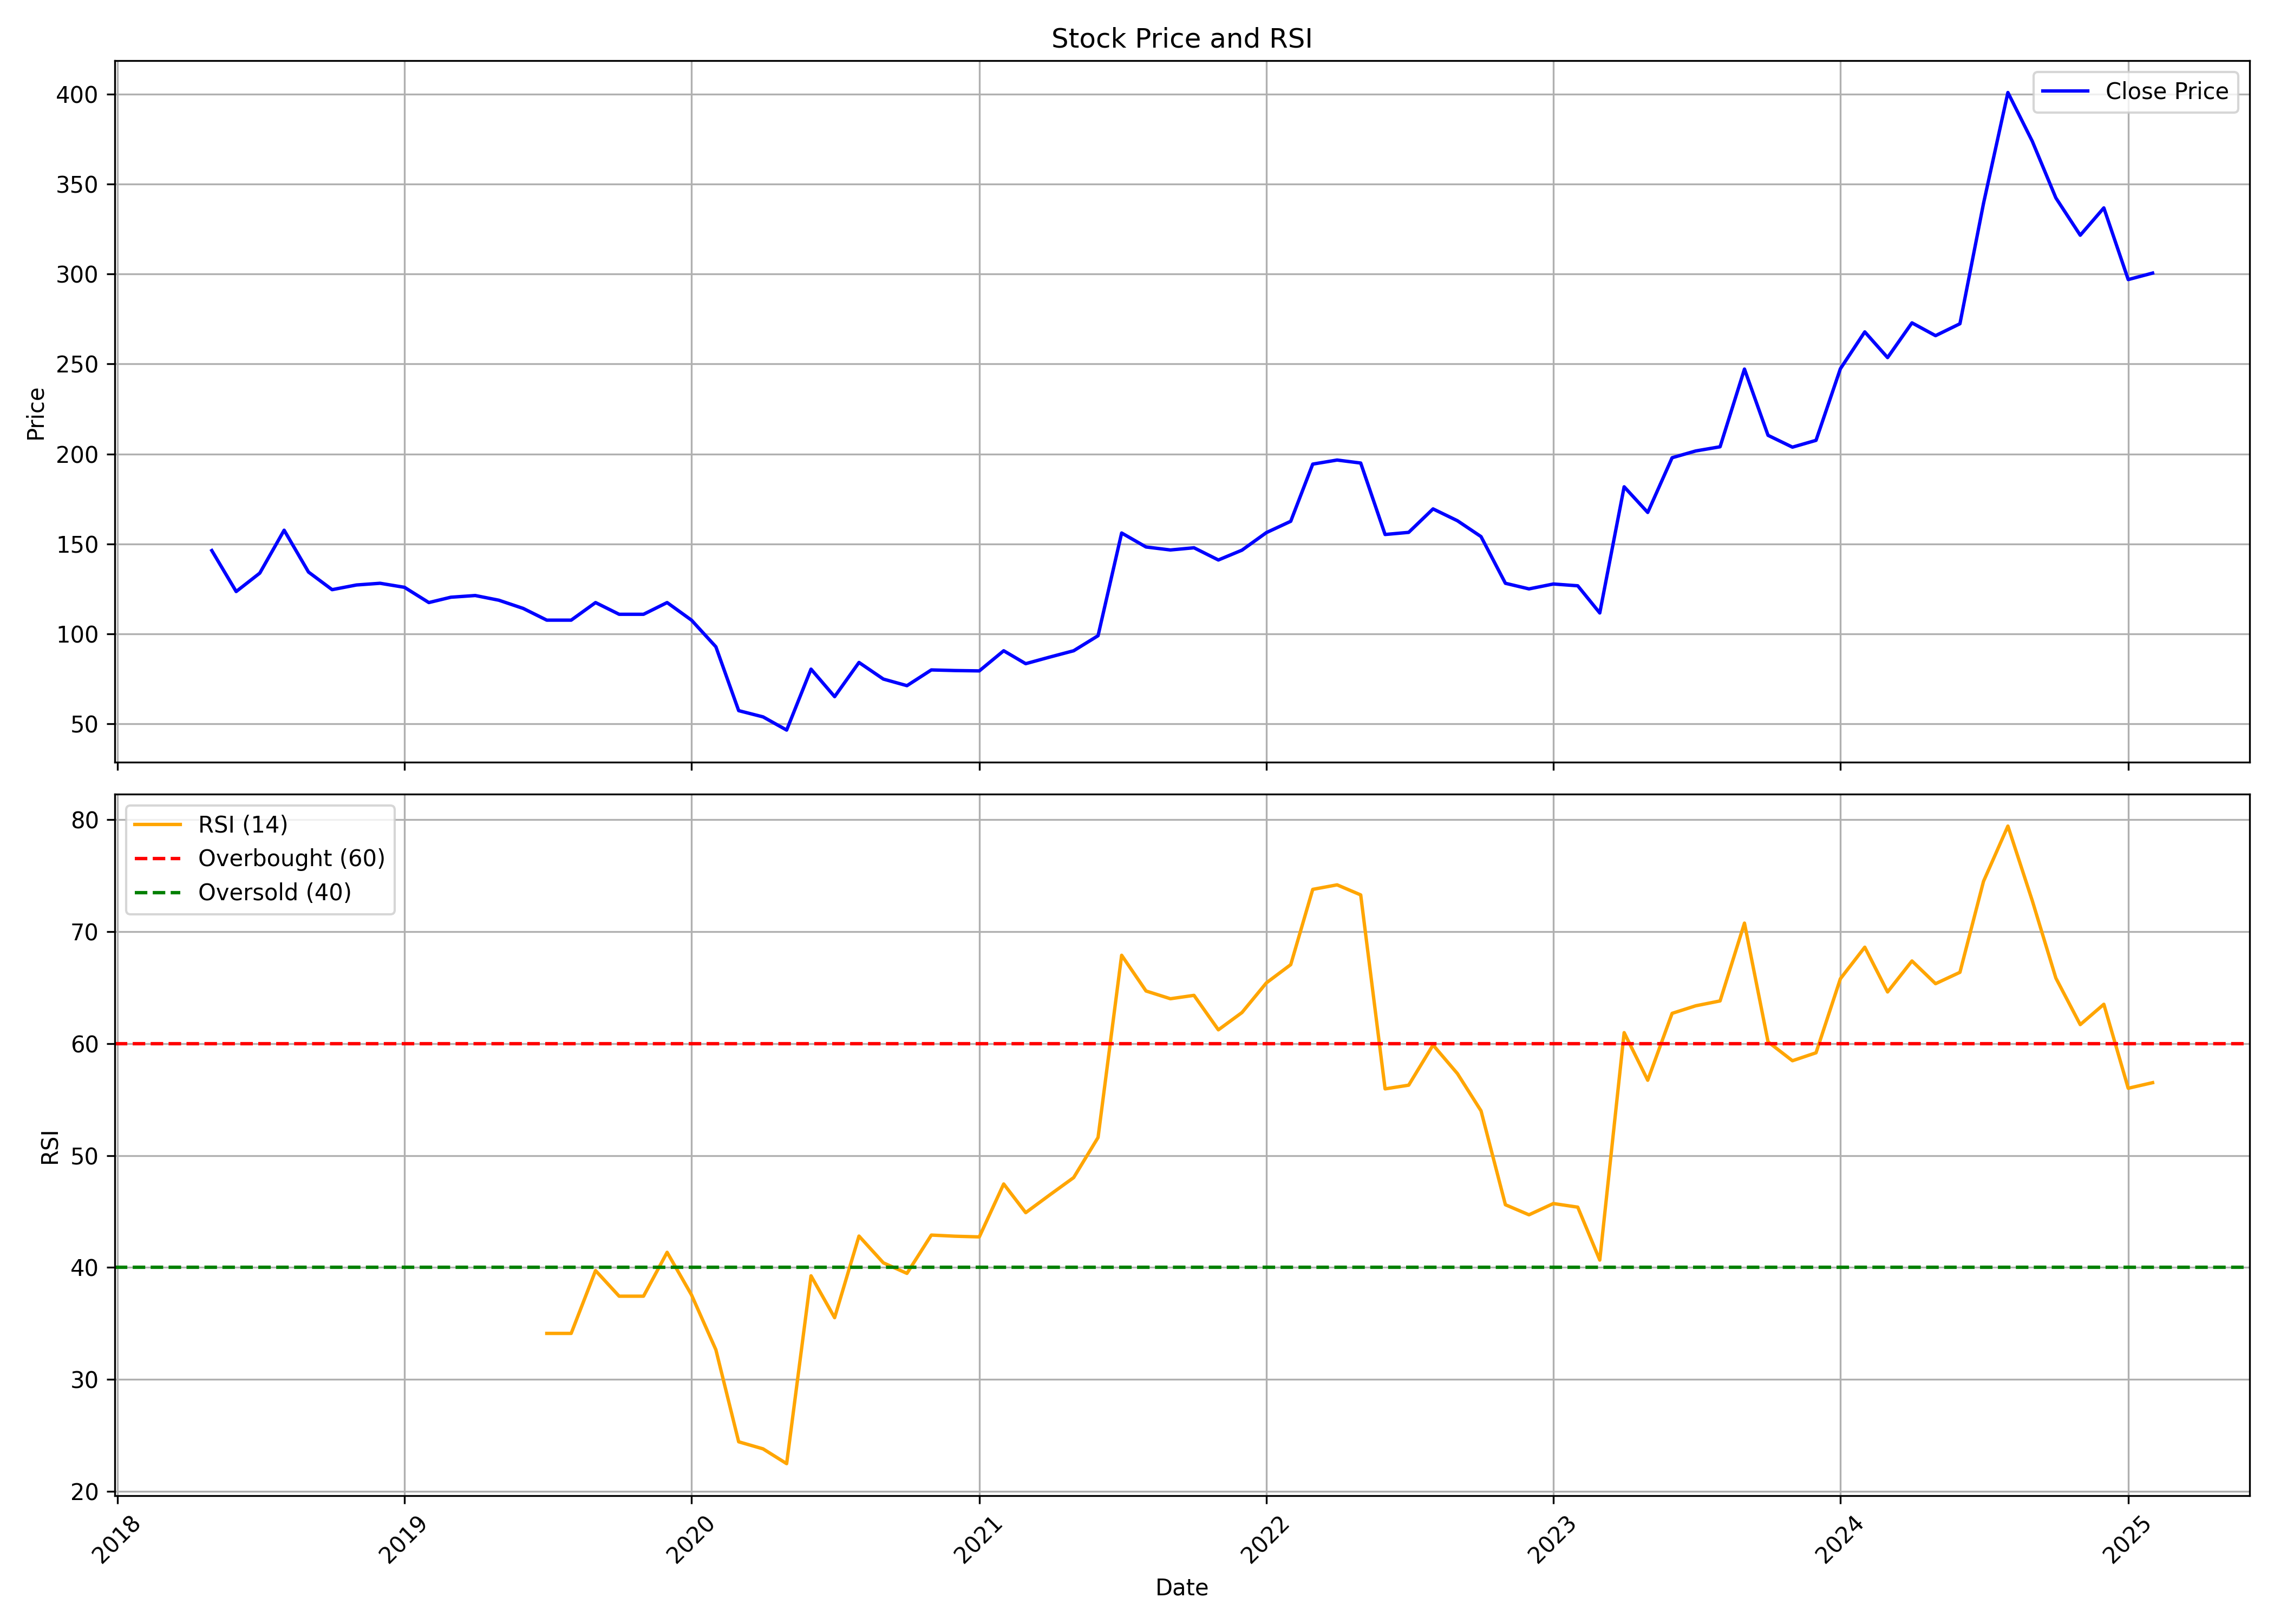 Stock Price and RSI
Close Price
400
350
300
250
200
150
100
50
Price
RSI (14)
Overbought (60)
Oversold (40)
80
70
60
50
40
30
20
RSI
2018
2019
2020
2021
2022
2023
2024
2025
Date